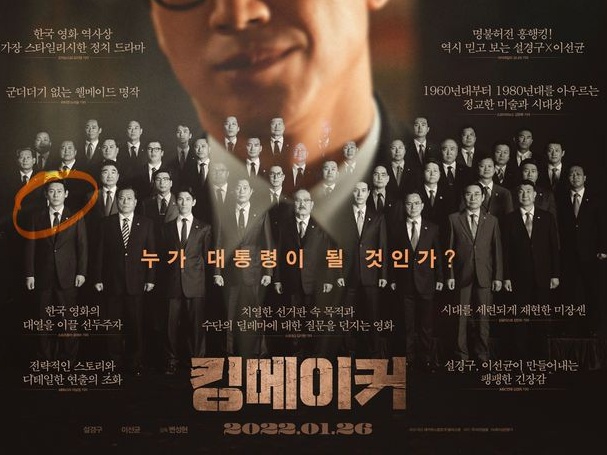 한국 영화 역사상
가장 스타일리시한 정치 드라마
명불허전 흥행킹!
역시 믿고 보는 설경구X이선균
군더더기 없는 웰메이드 명작
1960년대부터 1980년대를 아우르는
정교한 미술과 시대상
누가 대통령이 될 것인가?
한국 영화의
대열을 이끌 선두주자
치열한 선거판 속 목적과
수단의 딜레마에 대한 질문을 던지는 영화
시대를 세련되게 재현한 미장센
전략적인 스토리와
디테일한 연출의 조화
설경구, 이선균이 만들어내는
팽팽한 긴장감
킹메이커
설경구 이선균 감독 변성현
2022.01.26